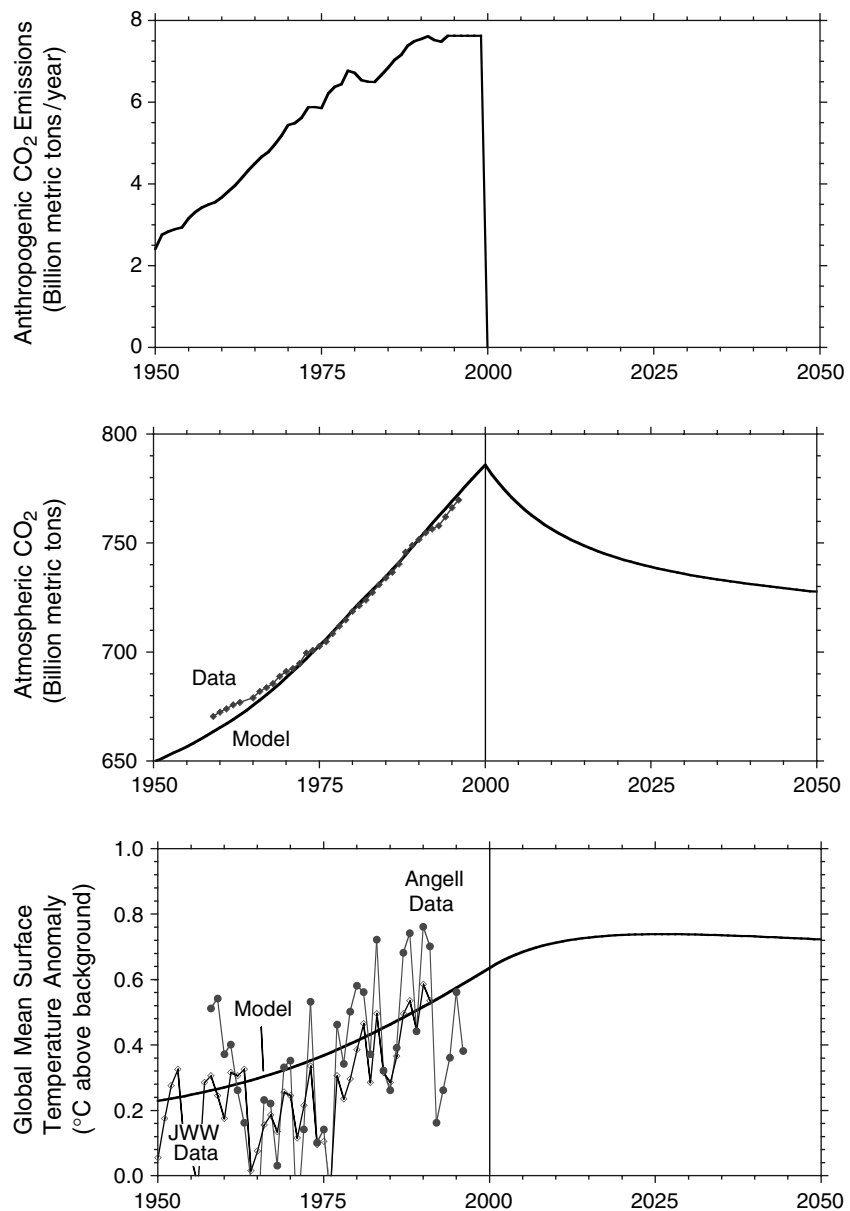 Anthropogenic CO₂ Emissions
(Billion metric tons/year)
8
6
4
2
0
1950 1975 2000 2025 2050
Atmospheric CO₂
(Billion metric tons)
800
750
700
650
Data
Model
1950 1975 2000 2025 2050
Global Mean Surface
Temperature Anomaly
(°C above background)
1.0
0.8
0.6
0.4
0.2
0.0
Angell
Data
Model
JWW
Data
1950 1975 2000 2025 2050